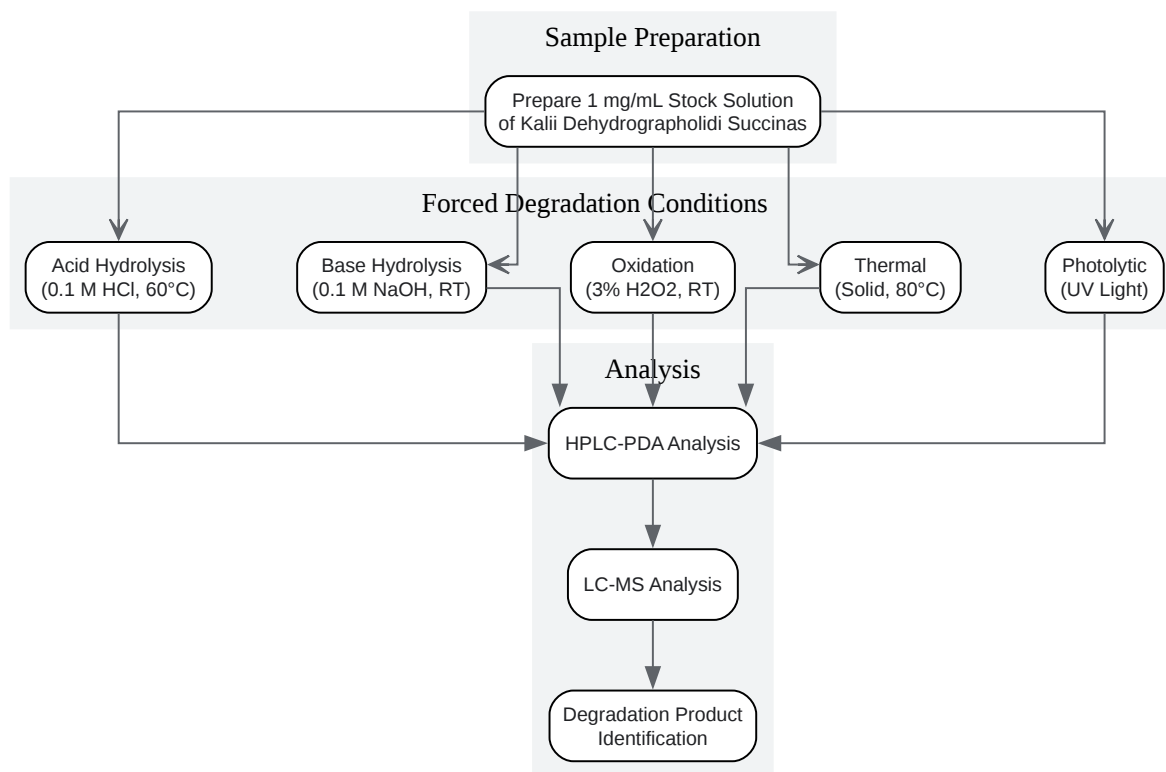 Sample Preparation
Prepare 1 mg/mL Stock Solution
of Kalii Dehydrographolidi Succinas
Forced Degradation Conditions
Acid Hydrolysis
(0.1 M HCl, 60°C)
Base Hydrolysis
(0.1 M NaOH, RT)
Oxidation
(3% H2O2, RT)
Thermal
(Solid, 80°C)
Photolytic
(UV Light)
Analysis
HPLC-PDA Analysis
LC-MS Analysis
Degradation Product
Identification